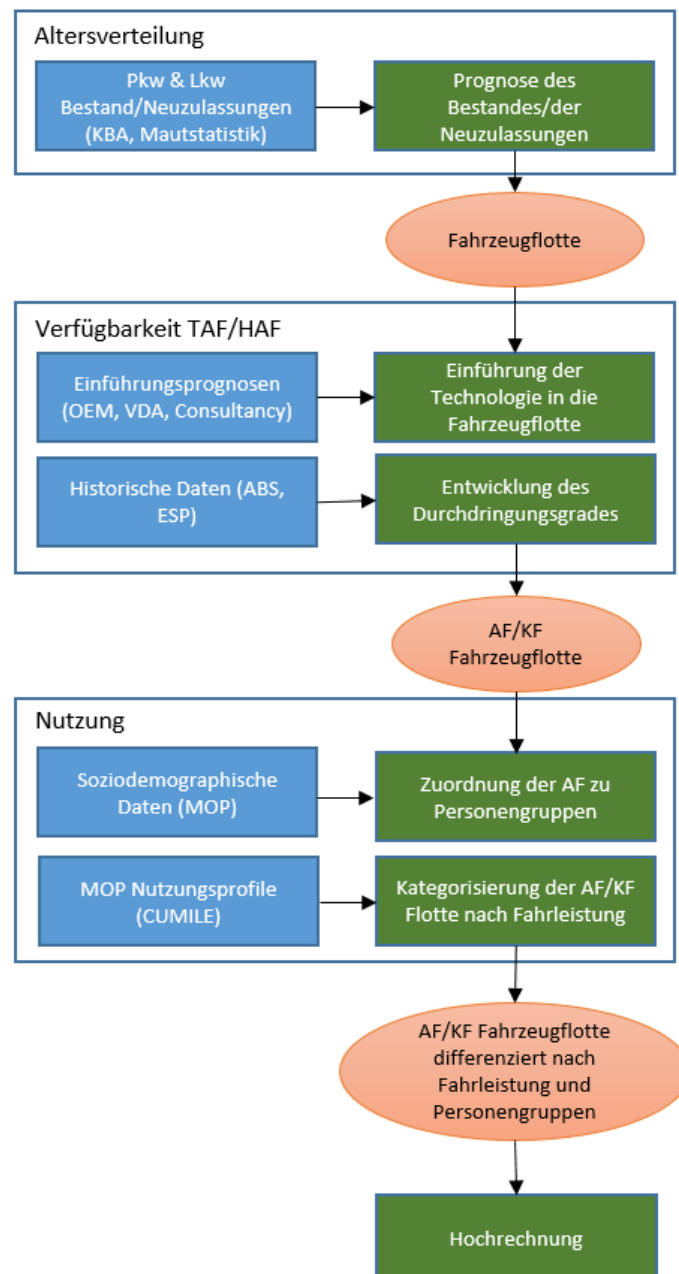 Altersverteilung
Pkw & Lkw
Bestand/Neuzulassungen
(KBA, Mautstatistik)
Prognose des
Bestandes/der
Neuzulassungen
Fahrzeugflotte
Verfügbarkeit TAF/HAF
Einführungsprognosen
(OEM, VDA, Consultancy)
Einführung der
Technologie in die
Fahrzeugflotte
Historische Daten (ABS,
ESP)
Entwicklung des
Durchdringungsgrades
AF/KF
Fahrzeugflotte
Nutzung
Soziodemographische
Daten (MOP)
Zuordnung der AF zu
Personengruppen
MOP Nutzungsprofile
(CUMILE)
Kategorisierung der AF/KF
Flotte nach Fahrleistung
AF/KF Fahrzeugflotte
differenziert nach
Fahrleistung und
Personengruppen
Hochrechnung